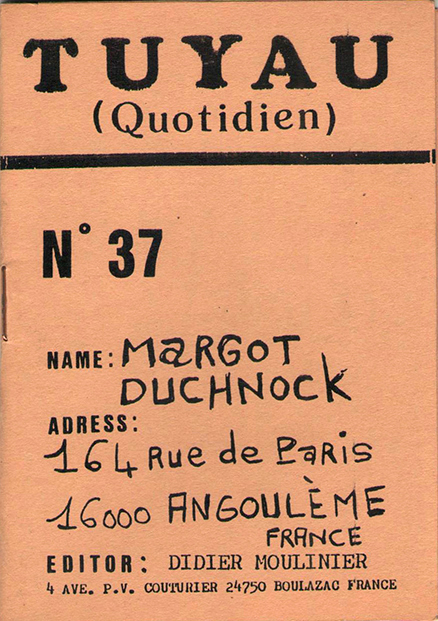 TUYAU
(Quotidien)
N° 37
NAME: MaRGOT
DUCHNOCK
ADRESS:
164 Rue de Paris
16000 ANGOULÈME
FRANCE
EDITOR: DIDIER MOULINIER
4 AVE. P.V. COUTURIER 24750 BOULAZAC FRANCE